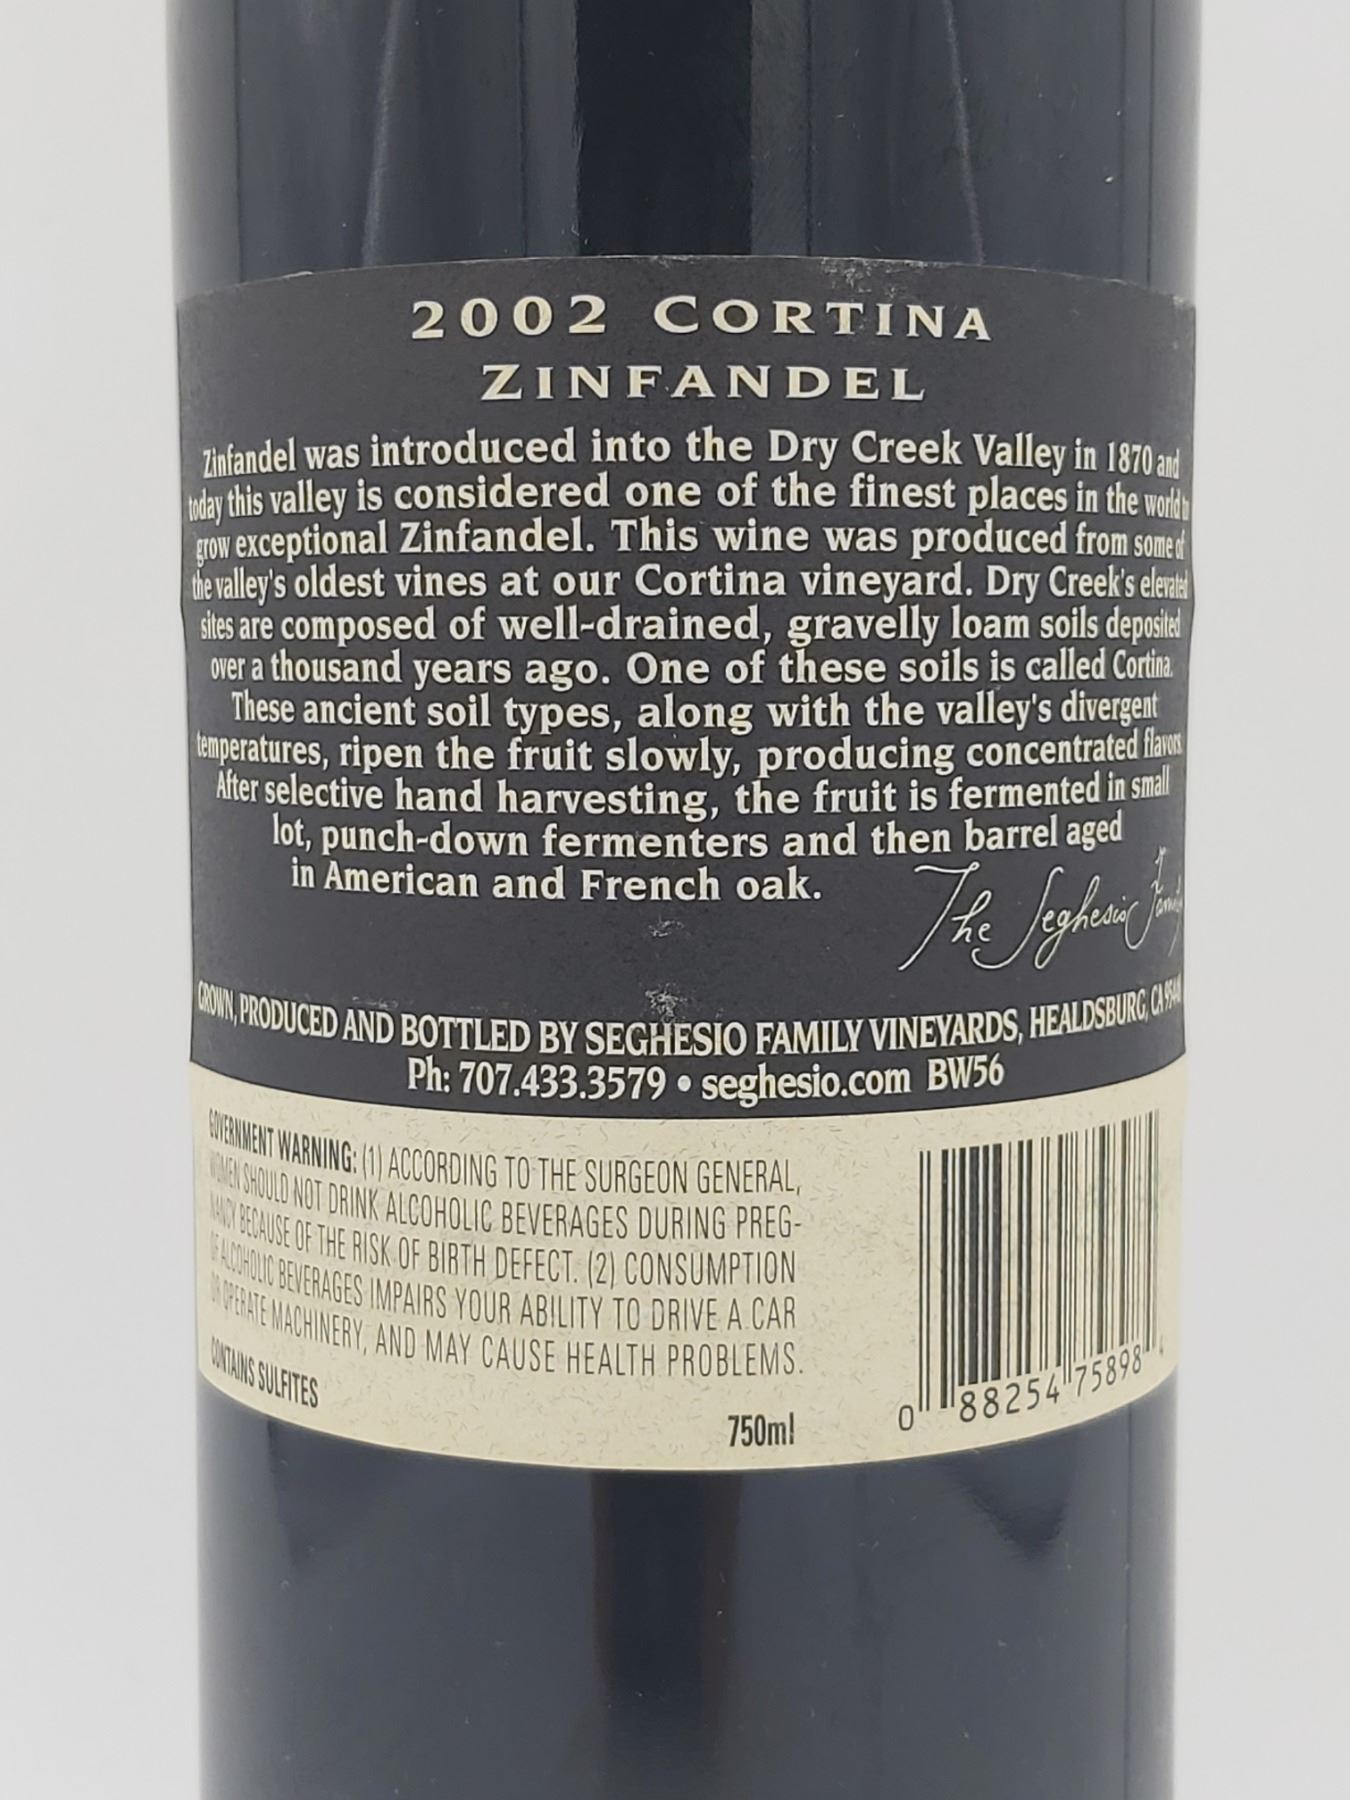 2002 CORTINA
ZINFANDEL
Zinfandel was introduced into the Dry Creek Valley in 1870 and
today this valley is considered one of the finest places in the world to
grow exceptional Zinfandel. This wine was produced from some of
the valley's oldest vines at our Cortina vineyard. Dry Creek's elevated
sites are composed of well-drained, gravelly loam soils deposited
over a thousand years ago. One of these soils is called Cortina.
These ancient soil types, along with the valley's divergent
temperatures, ripen the fruit slowly, producing concentrated flavors.
After selective hand harvesting, the fruit is fermented in small
lot, punch-down fermenters and then barrel aged
in American and French oak.
The Seghesio Family
GROWN, PRODUCED AND BOTTLED BY SEGHESIO FAMILY VINEYARDS, HEALDSBURG, CA
Ph: 707.433.3579 • seghesio.com BW56
GOVERNMENT WARNING: (1) ACCORDING TO THE SURGEON GENERAL,
WOMEN SHOULD NOT DRINK ALCOHOLIC BEVERAGES DURING PREG-
NANCY BECAUSE OF THE RISK OF BIRTH DEFECT. (2) CONSUMPTION
OF ALCOHOLIC BEVERAGES IMPAIRS YOUR ABILITY TO DRIVE A CAR
OR OPERATE MACHINERY, AND MAY CAUSE HEALTH PROBLEMS.
CONTAINS SULFITES
750ml
0 88254 75898 4